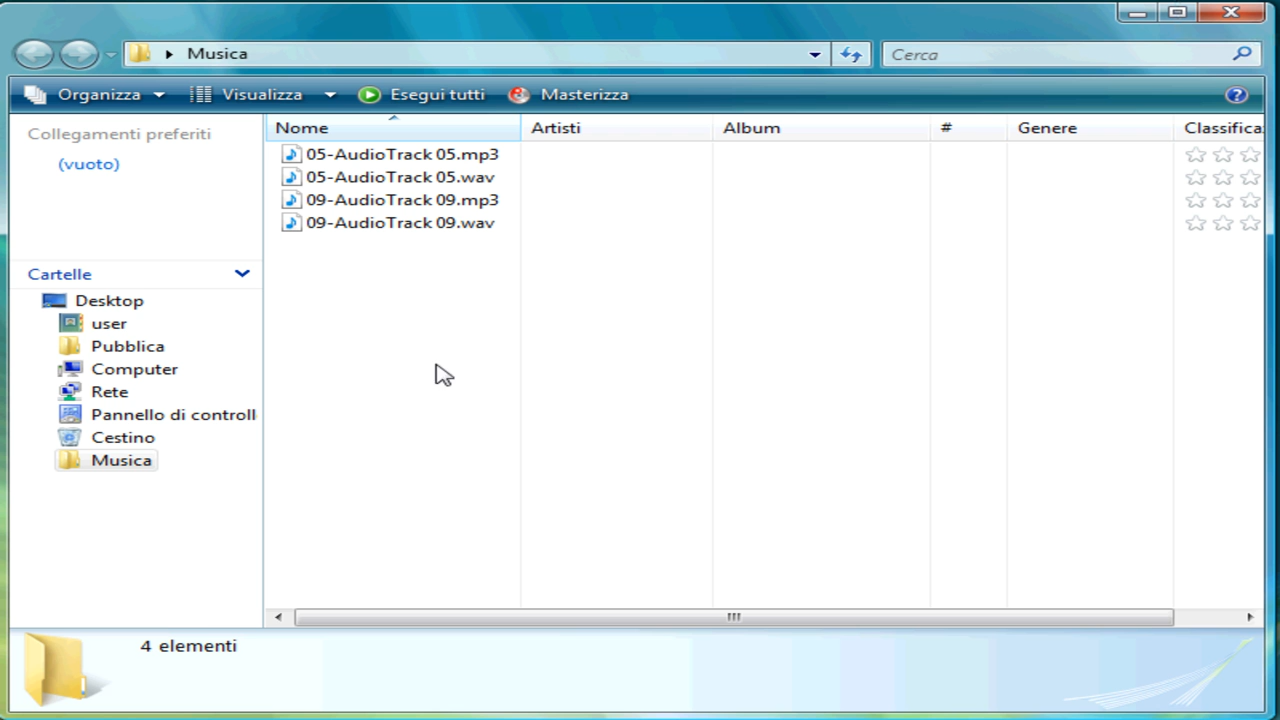 Musica
Cerca
Organizza Visualizza Esegui tutti Masterizza
Collegamenti preferiti
(vuoto)
Cartelle
Desktop
user
Pubblica
Computer
Rete
Pannello di controll
Cestino
Musica
Nome Artisti Album # Genere Classifica
05-AudioTrack 05.mp3
05-AudioTrack 05.wav
09-AudioTrack 09.mp3
09-AudioTrack 09.wav
4 elementi